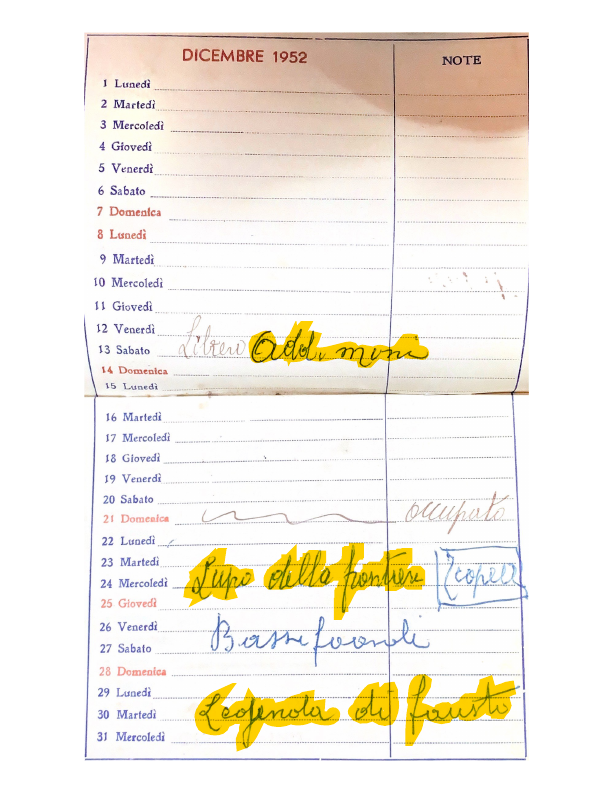 DICEMBRE 1952 NOTE
1 Lunedì
2 Martedì
3 Mercoledì
4 Giovedì
5 Venerdì
6 Sabato
7 Domenica
8 Lunedì
9 Martedì
10 Mercoledì
11 Giovedì
12 Venerdì
13 Sabato Libero
14 Domenica
15 Lunedì
16 Martedì
17 Mercoledì
18 Giovedì
19 Venerdì
20 Sabato
21 Domenica occupato
22 Lunedì
23 Martedì
24 Mercoledì Lupo della frontiera
25 Giovedì
26 Venerdì
27 Sabato Bassifondi
28 Domenica
29 Lunedì
30 Martedì Leggenda di fausto
31 Mercoledì